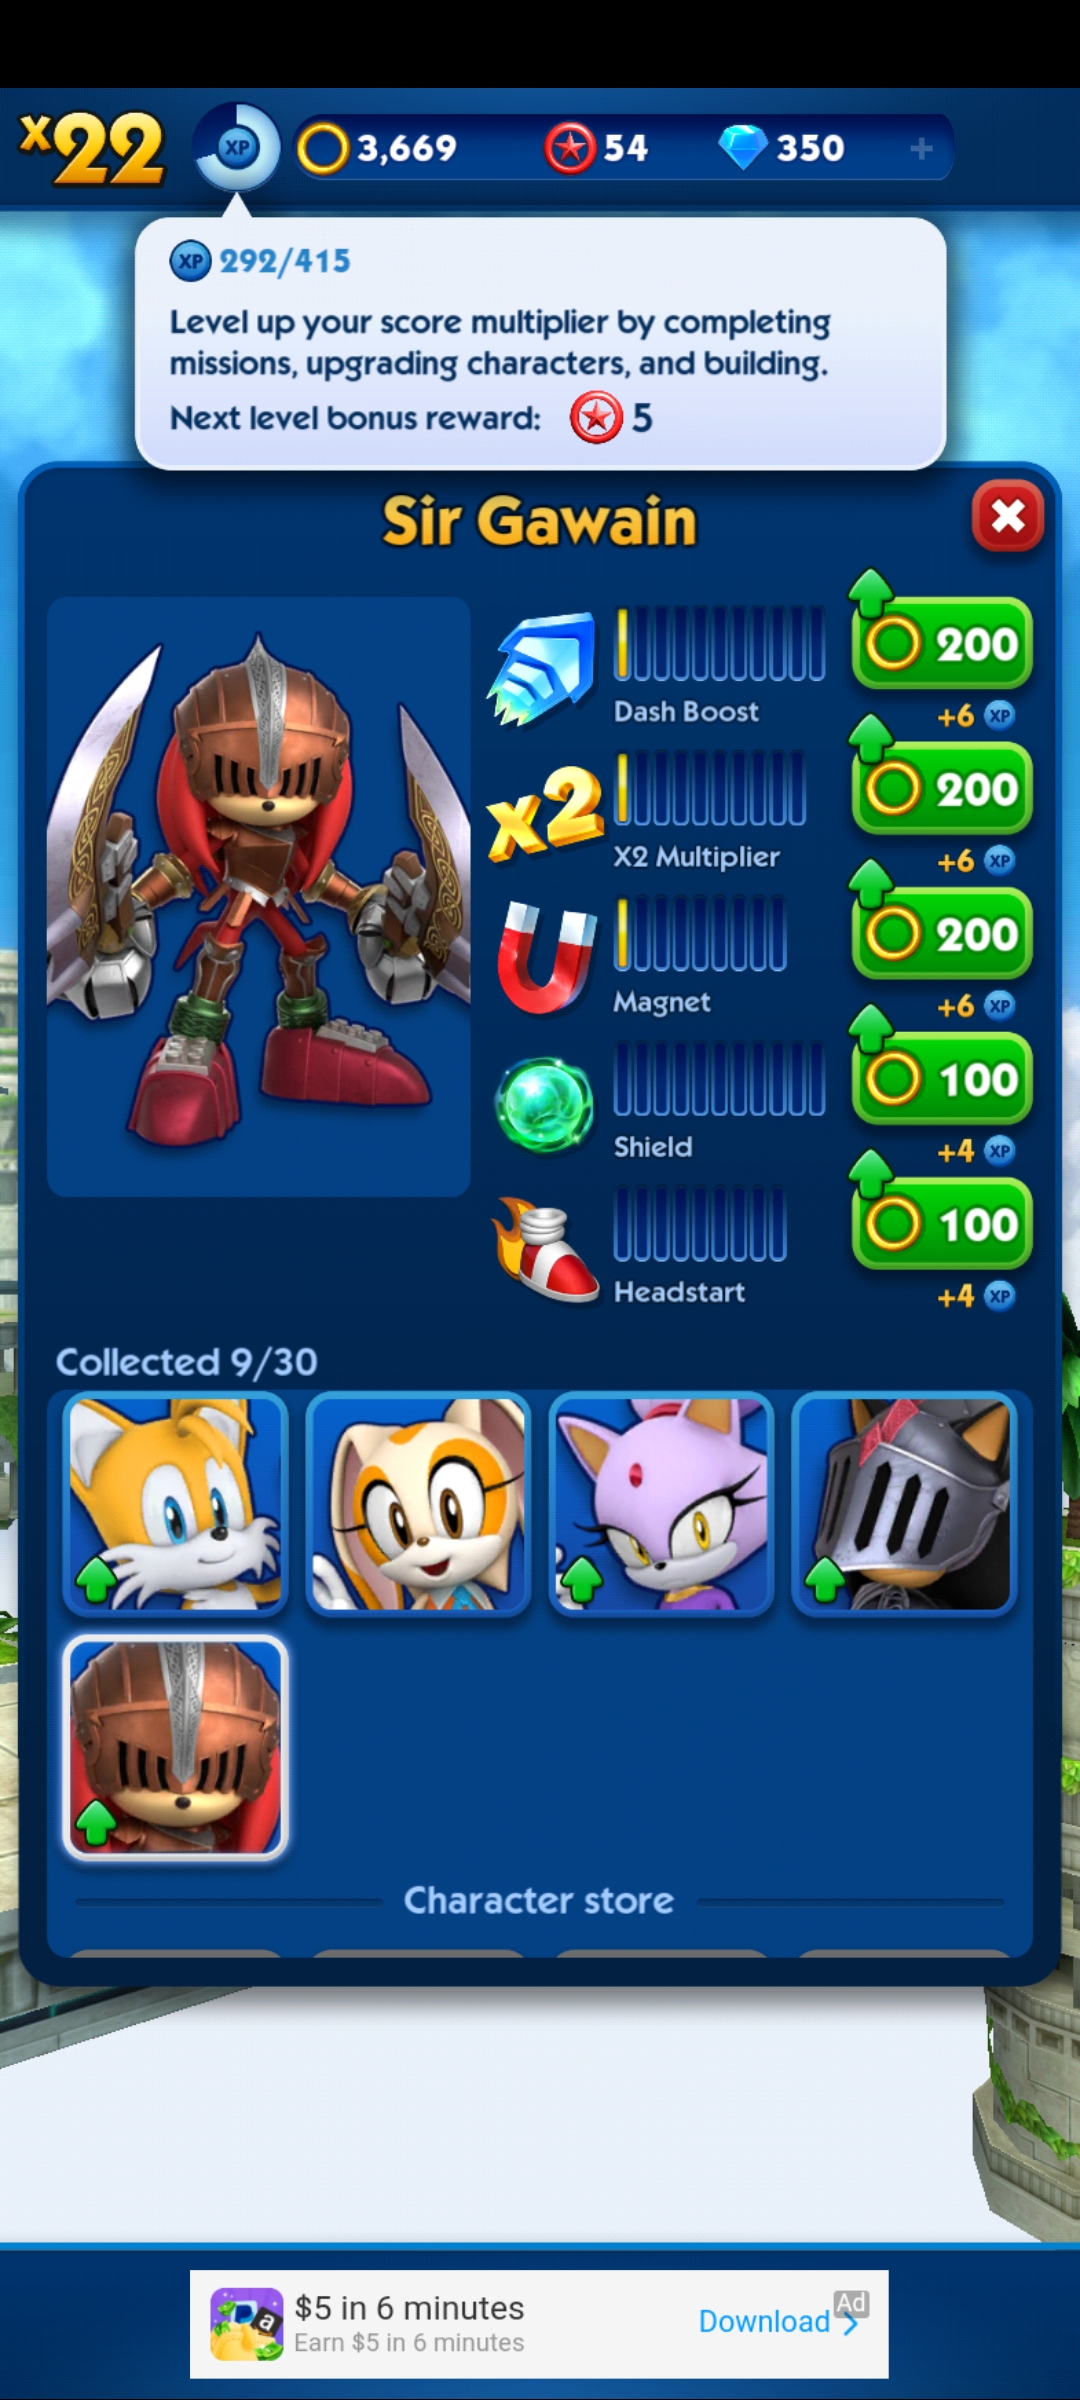 x22
XP
3,669
54
350
+
XP 292/415
Level up your score multiplier by completing
missions, upgrading characters, and building.
Next level bonus reward: 5
Sir Gawain
200
Dash Boost
+6 XP
x2
200
X2 Multiplier
+6 XP
200
Magnet
+6 XP
100
Shield
+4 XP
100
Headstart
+4 XP
Collected 9/30
Character store
$5 in 6 minutes
Earn $5 in 6 minutes
a
Download
Ad